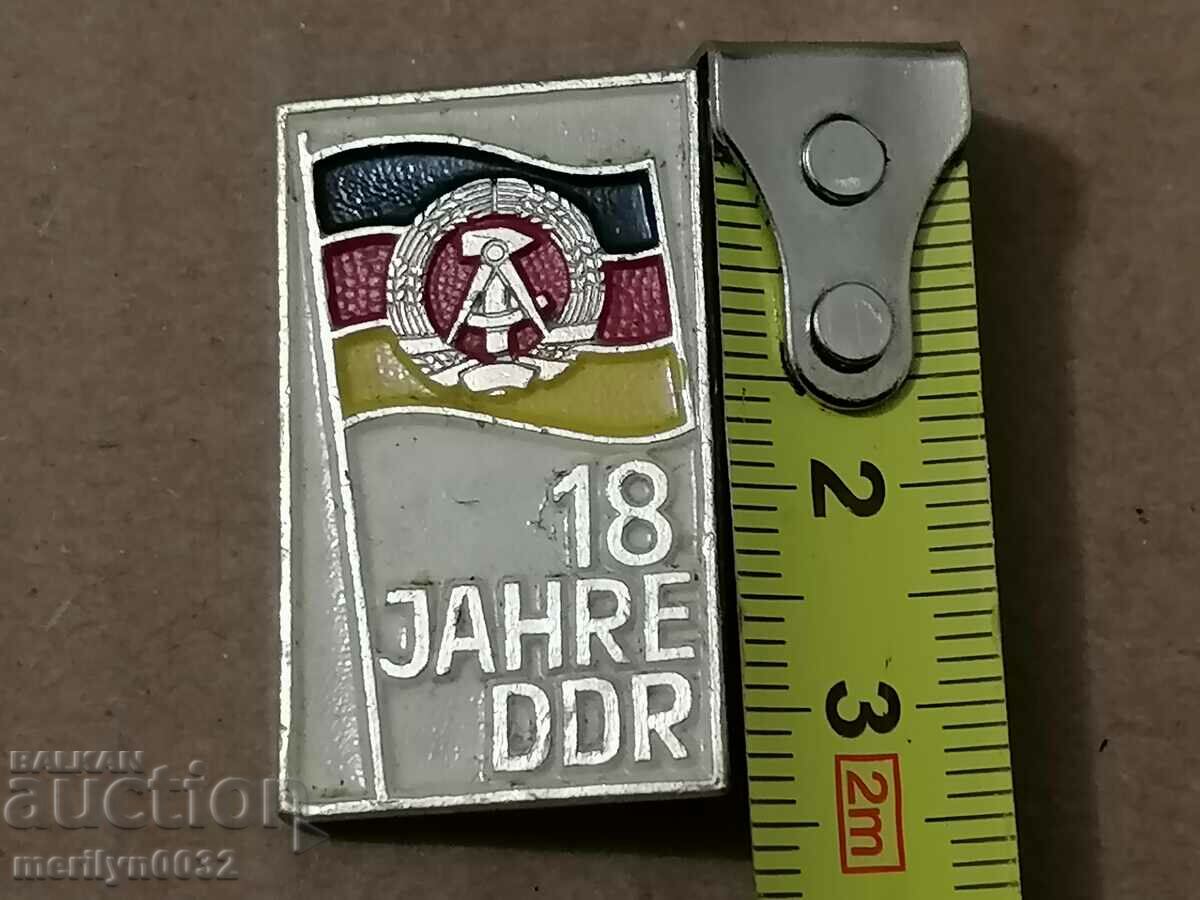 18
JAHRE
DDR
2
3
2m
BALKAN
auction
merilyn0032